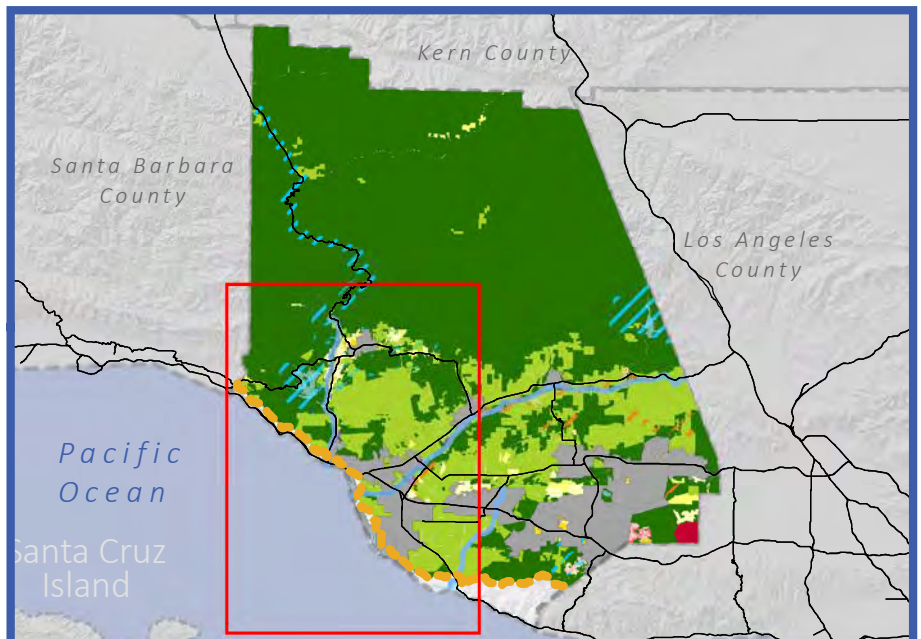 Kern County
Santa Barbara
County
Los Angeles
County
Pacific
Ocean
Santa Cruz
Island